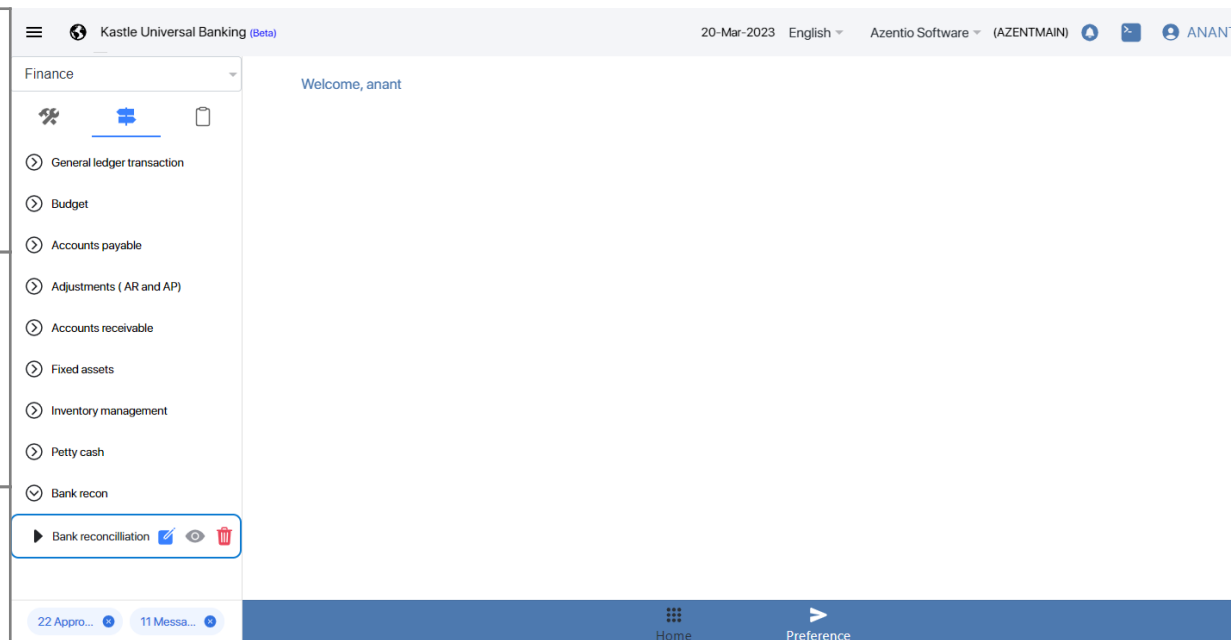 Kastle Universal Banking (Beta)
20-Mar-2023 English Azentio Software (AZENTMAIN) ANANT
Finance
Welcome, anant
General ledger transaction
Budget
Accounts payable
Adjustments ( AR and AP)
Accounts receivable
Fixed assets
Inventory management
Petty cash
Bank recon
Bank reconcilliation
22 Appro... 11 Messa...
Home Preference